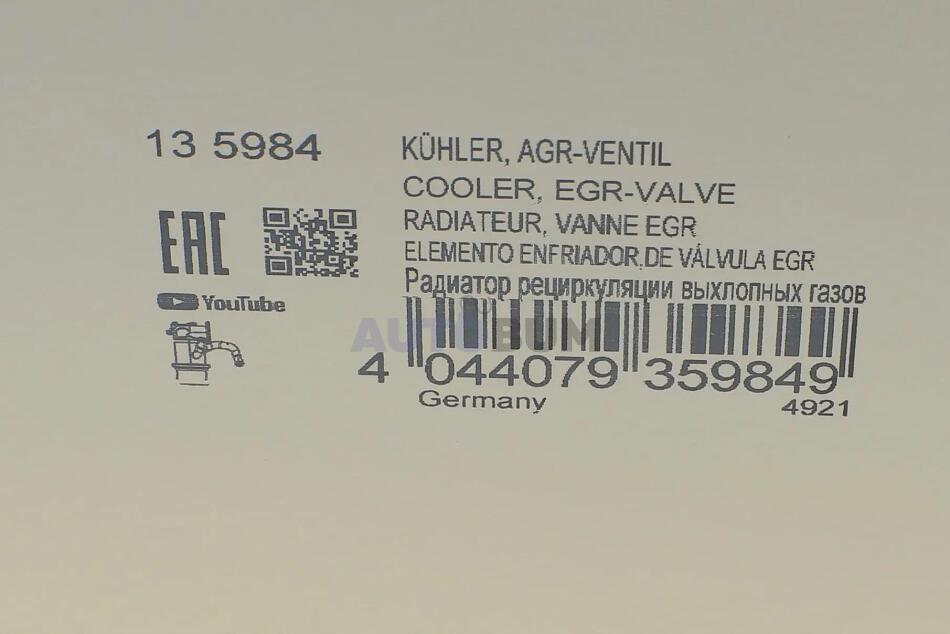 13 5984
KÜHLER, AGR-VENTIL
COOLER, EGR-VALVE
RADIATEUR, VANNE EGR
ELEMENTO ENFRIADOR.DE VÁLVULA EGR
Радиатор рециркуляции выхлопных газов
EAC
YouTube
AUTOBUM
4 044079 359849
Germany
4921